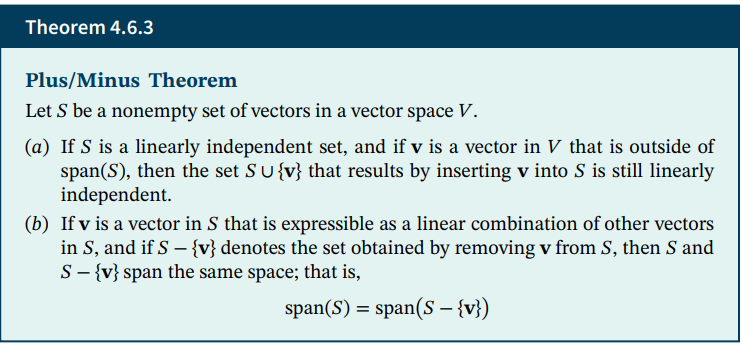 Theorem 4.6.3
Plus/Minus Theorem
Let S be a nonempty set of vectors in a vector space V.
(a) If S is a linearly independent set, and if v is a vector in V that is outside of
span(S), then the set S ∪ {v} that results by inserting v into S is still linearly
independent.
(b) If v is a vector in S that is expressible as a linear combination of other vectors
in S, and if S − {v} denotes the set obtained by removing v from S, then S and
S − {v} span the same space; that is,
span(S) = span(S − {v})